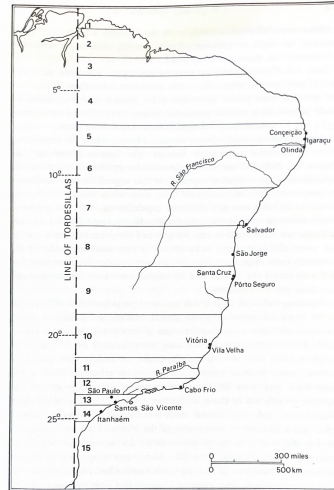 1
2
3
5°
4
Conceição
5
Igaraçu
Olinda
10°
6
R. São Francisco
7
LINE OF TORDESILLAS
Salvador
8
São Jorge
Santa Cruz
Pôrto Seguro
9
20°
10
Vitória
Vila Velha
11
R. Paraíba
12
São Paulo
Cabo Frio
13
Santos São Vicente
14
Itanhaém
25°
15
0 300 miles
0 500 km